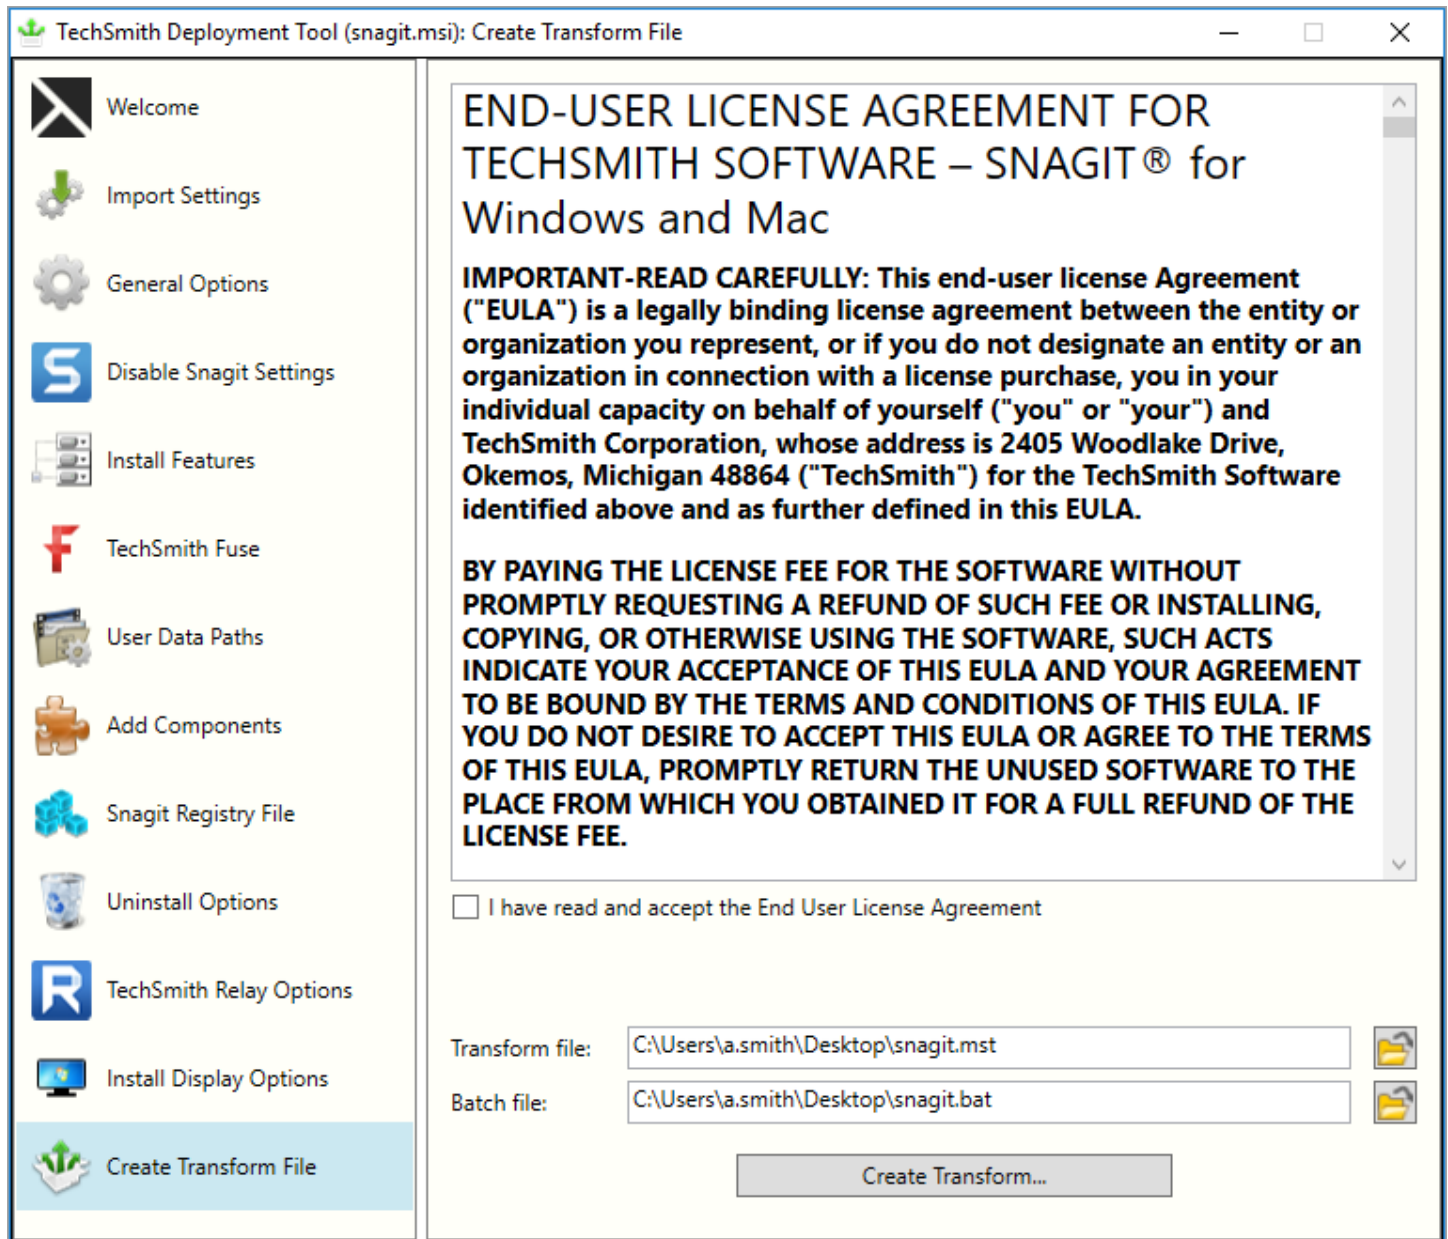 TechSmith Deployment Tool (snagit.msi): Create Transform File
Welcome
Import Settings
General Options
Disable Snagit Settings
Install Features
TechSmith Fuse
User Data Paths
Add Components
Snagit Registry File
Uninstall Options
TechSmith Relay Options
Install Display Options
Create Transform File
END-USER LICENSE AGREEMENT FOR
TECHSMITH SOFTWARE – SNAGIT® for
Windows and Mac
IMPORTANT-READ CAREFULLY: This end-user license Agreement
("EULA") is a legally binding license agreement between the entity or
organization you represent, or if you do not designate an entity or an
organization in connection with a license purchase, you in your
individual capacity on behalf of yourself ("you" or "your") and
TechSmith Corporation, whose address is 2405 Woodlake Drive,
Okemos, Michigan 48864 ("TechSmith") for the TechSmith Software
identified above and as further defined in this EULA.
BY PAYING THE LICENSE FEE FOR THE SOFTWARE WITHOUT
PROMPTLY REQUESTING A REFUND OF SUCH FEE OR INSTALLING,
COPYING, OR OTHERWISE USING THE SOFTWARE, SUCH ACTS
INDICATE YOUR ACCEPTANCE OF THIS EULA AND YOUR AGREEMENT
TO BE BOUND BY THE TERMS AND CONDITIONS OF THIS EULA. IF
YOU DO NOT DESIRE TO ACCEPT THIS EULA OR AGREE TO THE TERMS
OF THIS EULA, PROMPTLY RETURN THE UNUSED SOFTWARE TO THE
PLACE FROM WHICH YOU OBTAINED IT FOR A FULL REFUND OF THE
LICENSE FEE.
I have read and accept the End User License Agreement
Transform file: C:\Users\a.smith\Desktop\snagit.mst
Batch file: C:\Users\a.smith\Desktop\snagit.bat
Create Transform...